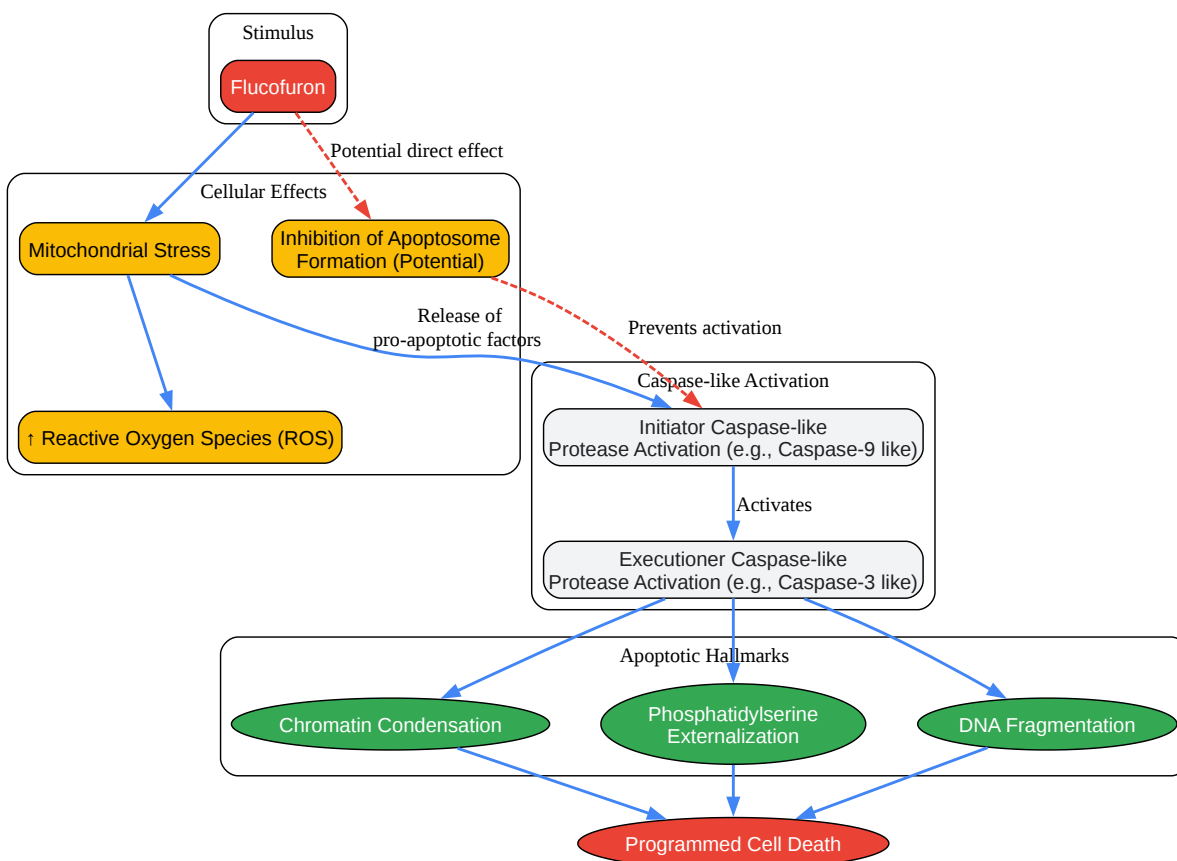 Stimulus
Flucofuron
Potential direct effect
Cellular Effects
Mitochondrial Stress
Inhibition of Apoptosome
Formation (Potential)
Release of
pro-apoptotic factors
Prevents activation
↑ Reactive Oxygen Species (ROS)
Caspase-like Activation
Initiator Caspase-like
Protease Activation (e.g., Caspase-9 like)
Activates
Executioner Caspase-like
Protease Activation (e.g., Caspase-3 like)
Apoptotic Hallmarks
Chromatin Condensation
Phosphatidylserine
Externalization
DNA Fragmentation
Programmed Cell Death